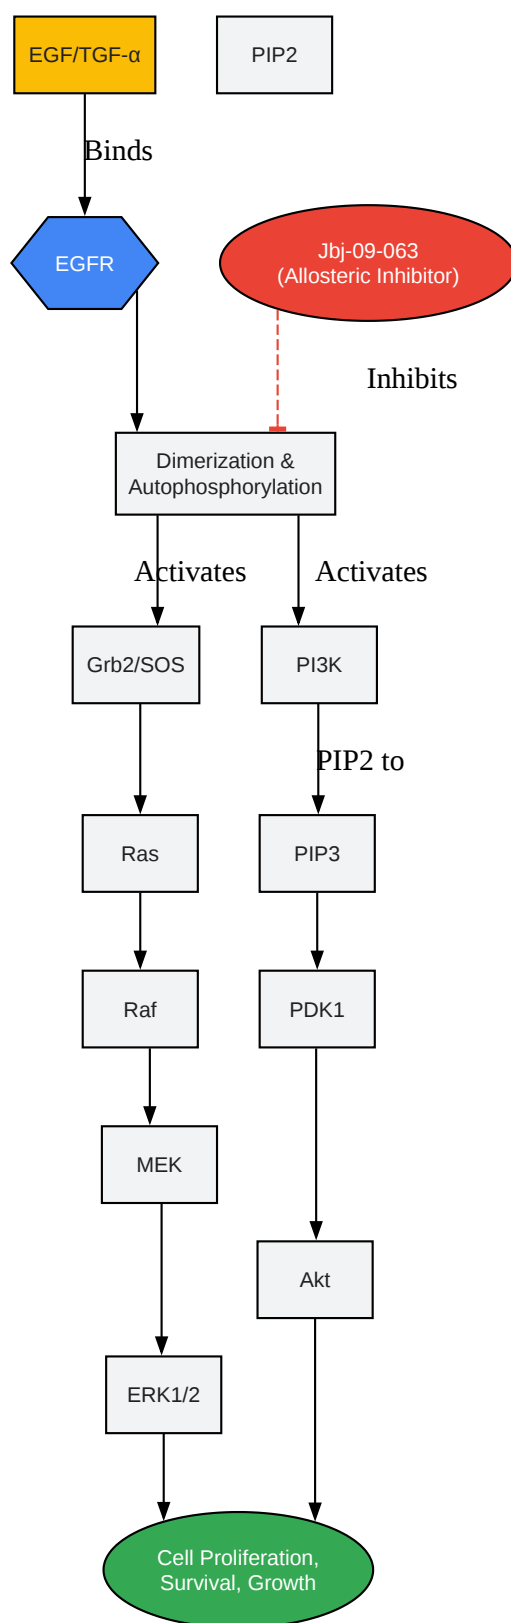 EGF/TGF-α
PIP2
Binds
EGFR
Jbj-09-063
(Allosteric Inhibitor)
Inhibits
Dimerization &
Autophosphorylation
Activates
Activates
Grb2/SOS
PI3K
PIP2 to
Ras
PIP3
Raf
PDK1
MEK
Akt
ERK1/2
Cell Proliferation,
Survival, Growth